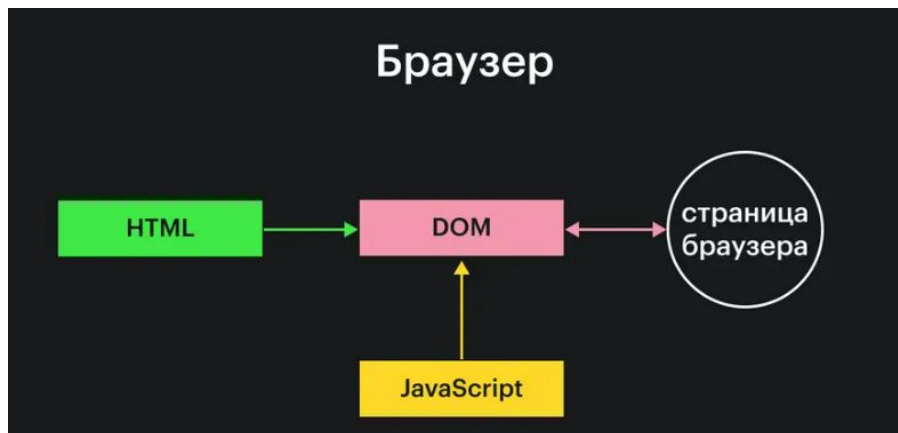 Браузер
HTML
DOM
страница
браузера
JavaScript